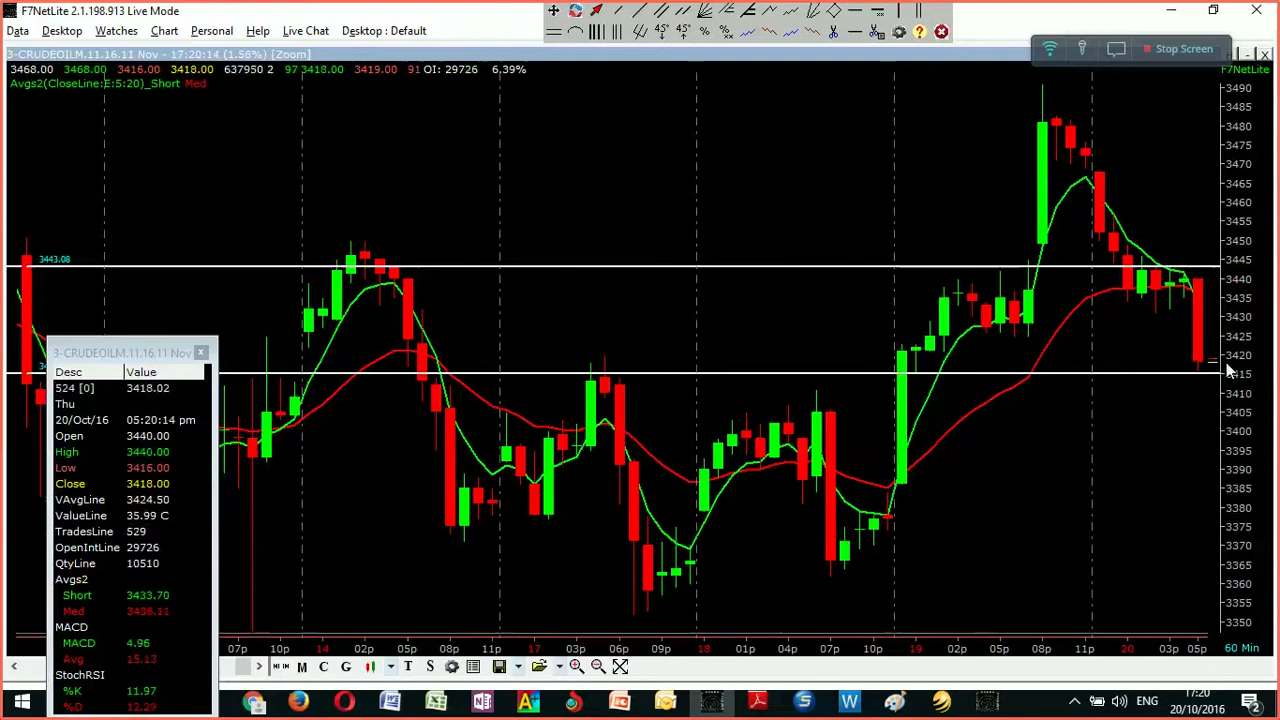 F7NetLite 2.1.198.913 Live Mode
Data Desktop Watches Chart Personal Help Live Chat Desktop : Default
3-CRUDEOILM.11.16.11 Nov - 17:20:14 (1.56%) [Zoom]
Stop Screen
3468.00 3468.00 3416.00 3418.00 637950 2 97 3418.00 3419.00 91 OI: 29726 6.39%
F7NetLite
Avgs2(CloseLine:E:5:20)_Short Med
3490
3485
3480
3475
3470
3465
3460
3455
3450
3445
3440
3435
3430
3425
3420
3415
3410
3405
3400
3395
3390
3385
3380
3375
3370
3365
3360
3355
3350
3443.08
3-CRUDEOILM.11.16.11 Nov
Desc Value
524 [0] 3418.02
Thu
20/Oct/16 05:20:14 pm
Open 3440.00
High 3440.00
Low 3416.00
Close 3418.00
VAvgLine 3424.50
ValueLine 35.99 C
TradesLine 529
OpenIntLine 29726
QtyLine 10510
Avgs2
Short 3433.70
Med 3436.11
MACD
MACD 4.96
Avg 15.13
StochRSI
%K 11.97
%D 12.29
07p 10p 14 02p 05p 08p 11p 17 06p 09p 18 01p 04p 07p 10p 19 02p 05p 08p 11p 20 03p 05p 60 Min
M C G T S
ENG
17:20
20/10/2016